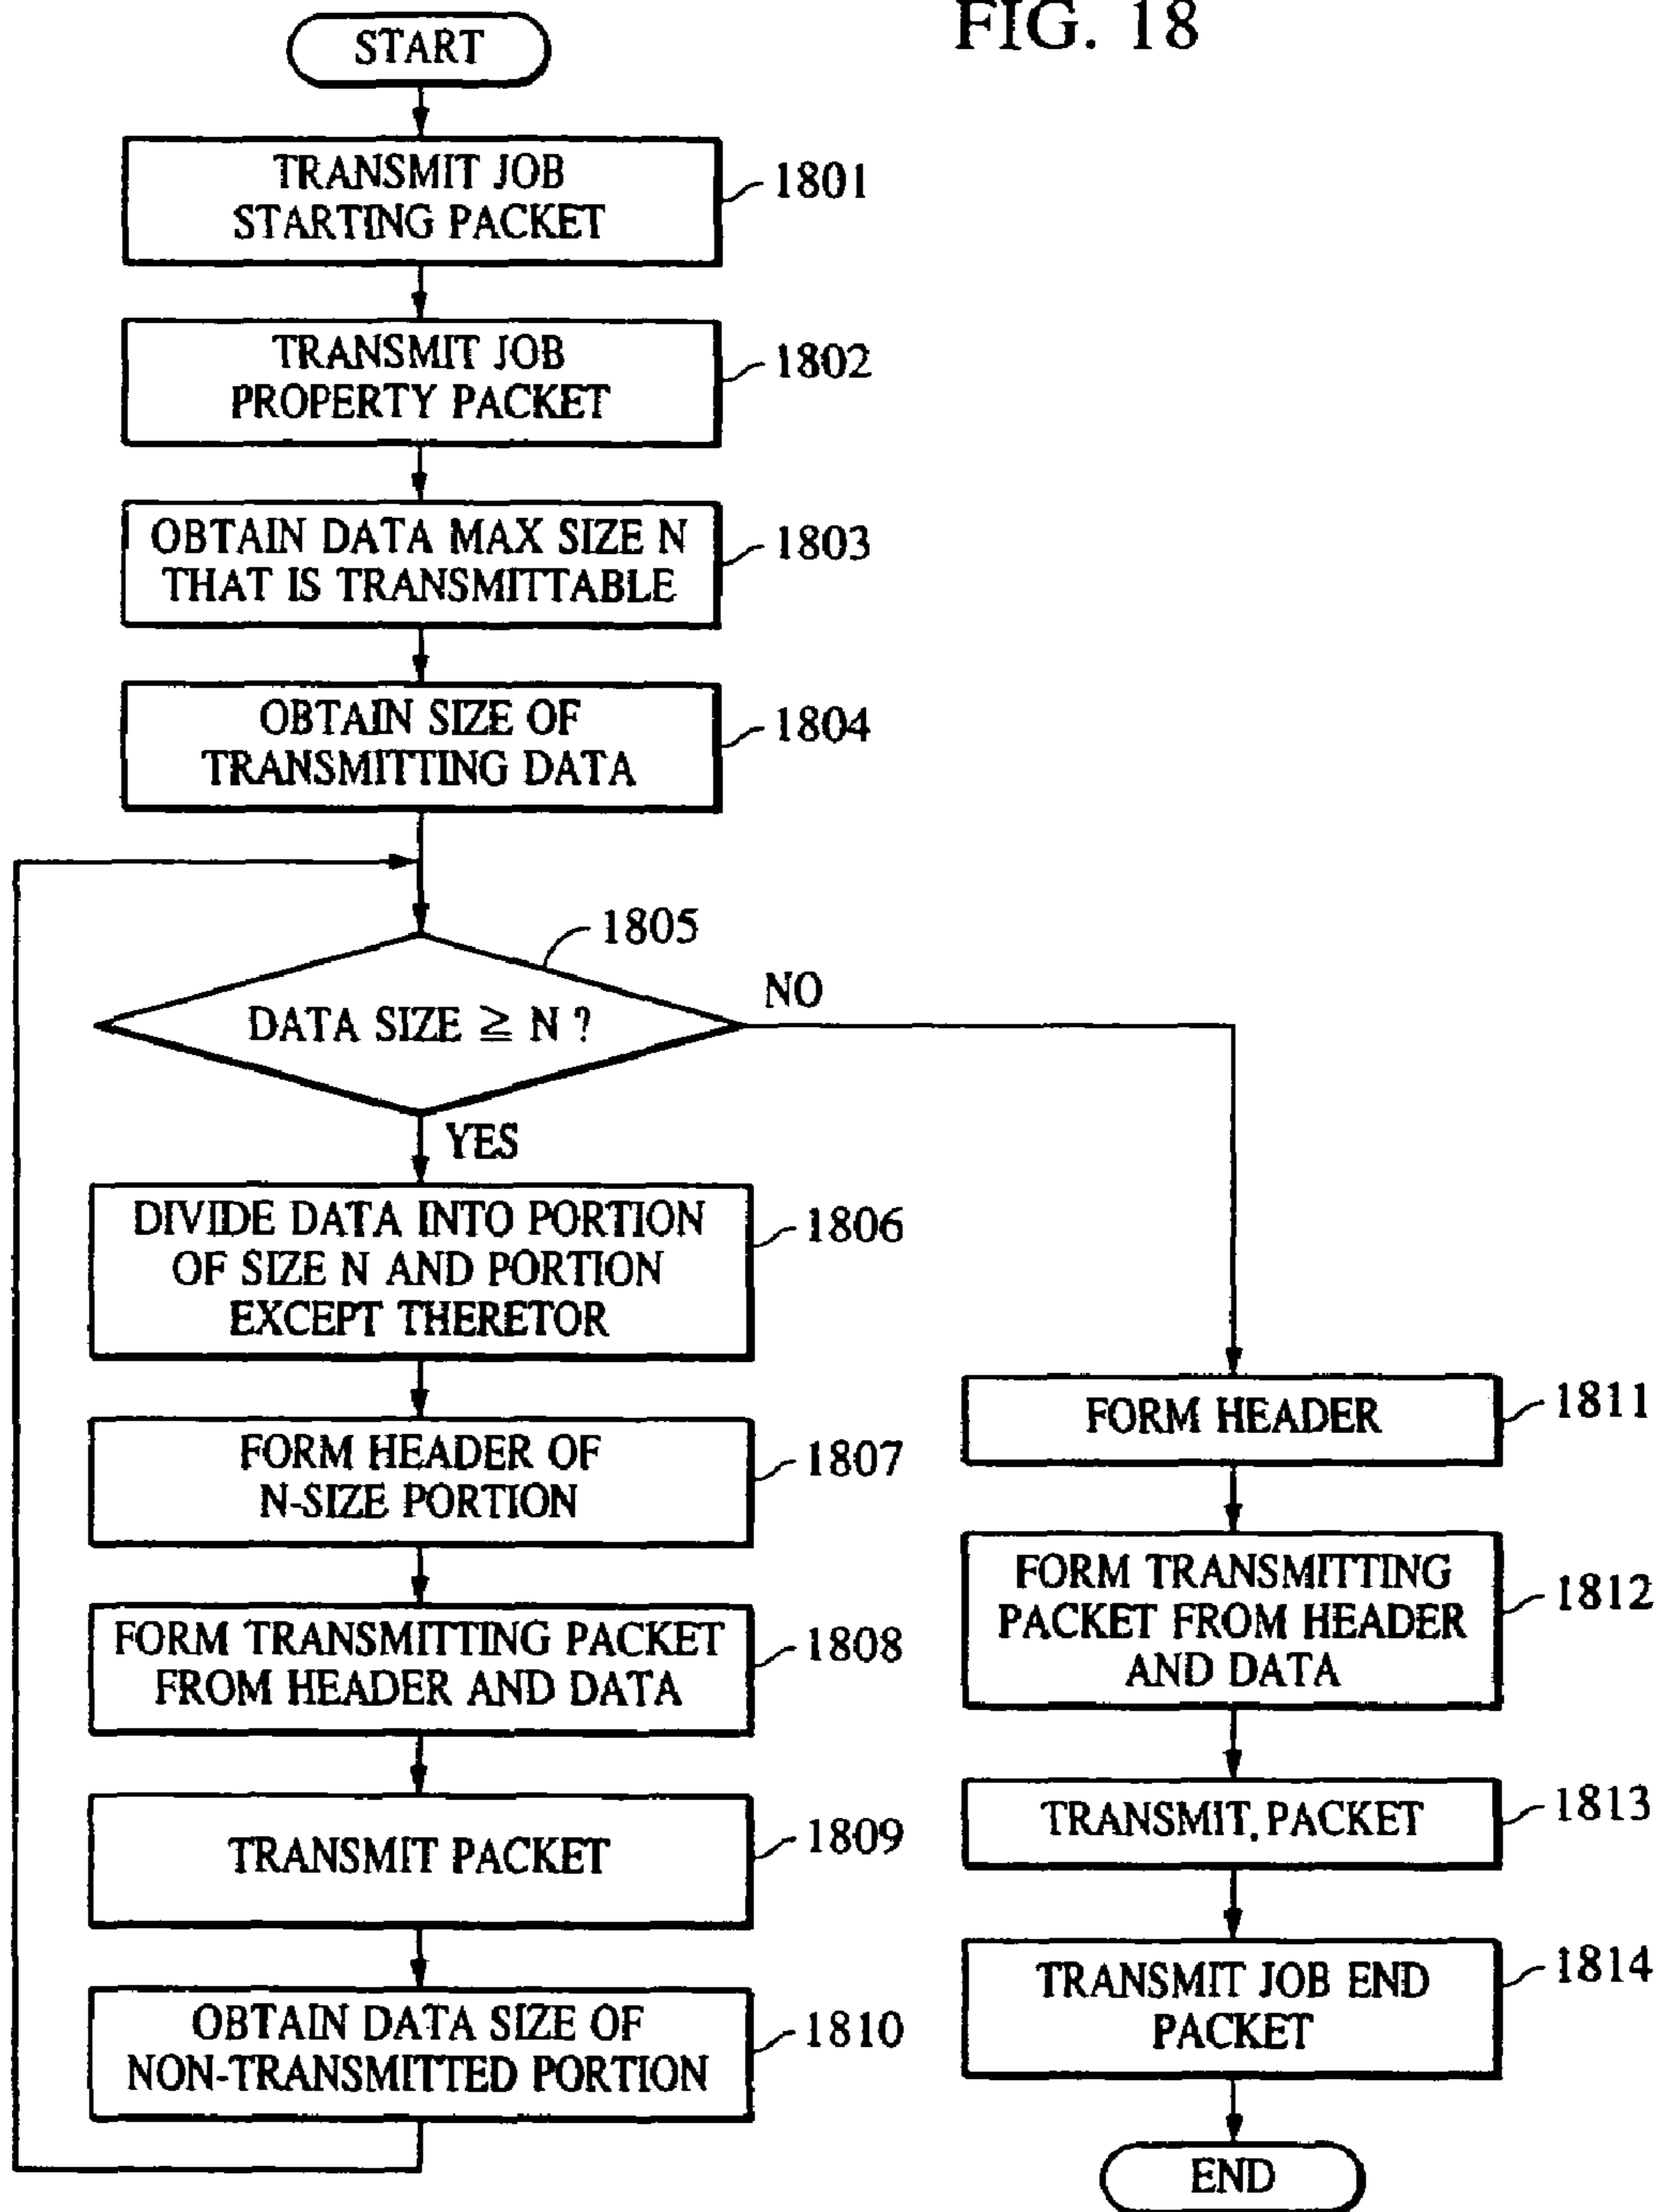 FIG. 18
START
TRANSMIT JOB
STARTING PACKET
1801
TRANSMIT JOB
PROPERTY PACKET
1802
OBTAIN DATA MAX SIZE N
THAT IS TRANSMITTABLE
1803
OBTAIN SIZE OF
TRANSMITTING DATA
1804
1805
DATA SIZE ≧ N ?
NO
YES
DIVIDE DATA INTO PORTION
OF SIZE N AND PORTION
EXCEPT THERETOR
1806
FORM HEADER OF
N-SIZE PORTION
1807
FORM TRANSMITTING PACKET
FROM HEADER AND DATA
1808
TRANSMIT PACKET
1809
OBTAIN DATA SIZE OF
NON-TRANSMITTED PORTION
1810
FORM HEADER
1811
FORM TRANSMITTING
PACKET FROM HEADER
AND DATA
1812
TRANSMIT. PACKET
1813
TRANSMIT JOB END
PACKET
1814
END